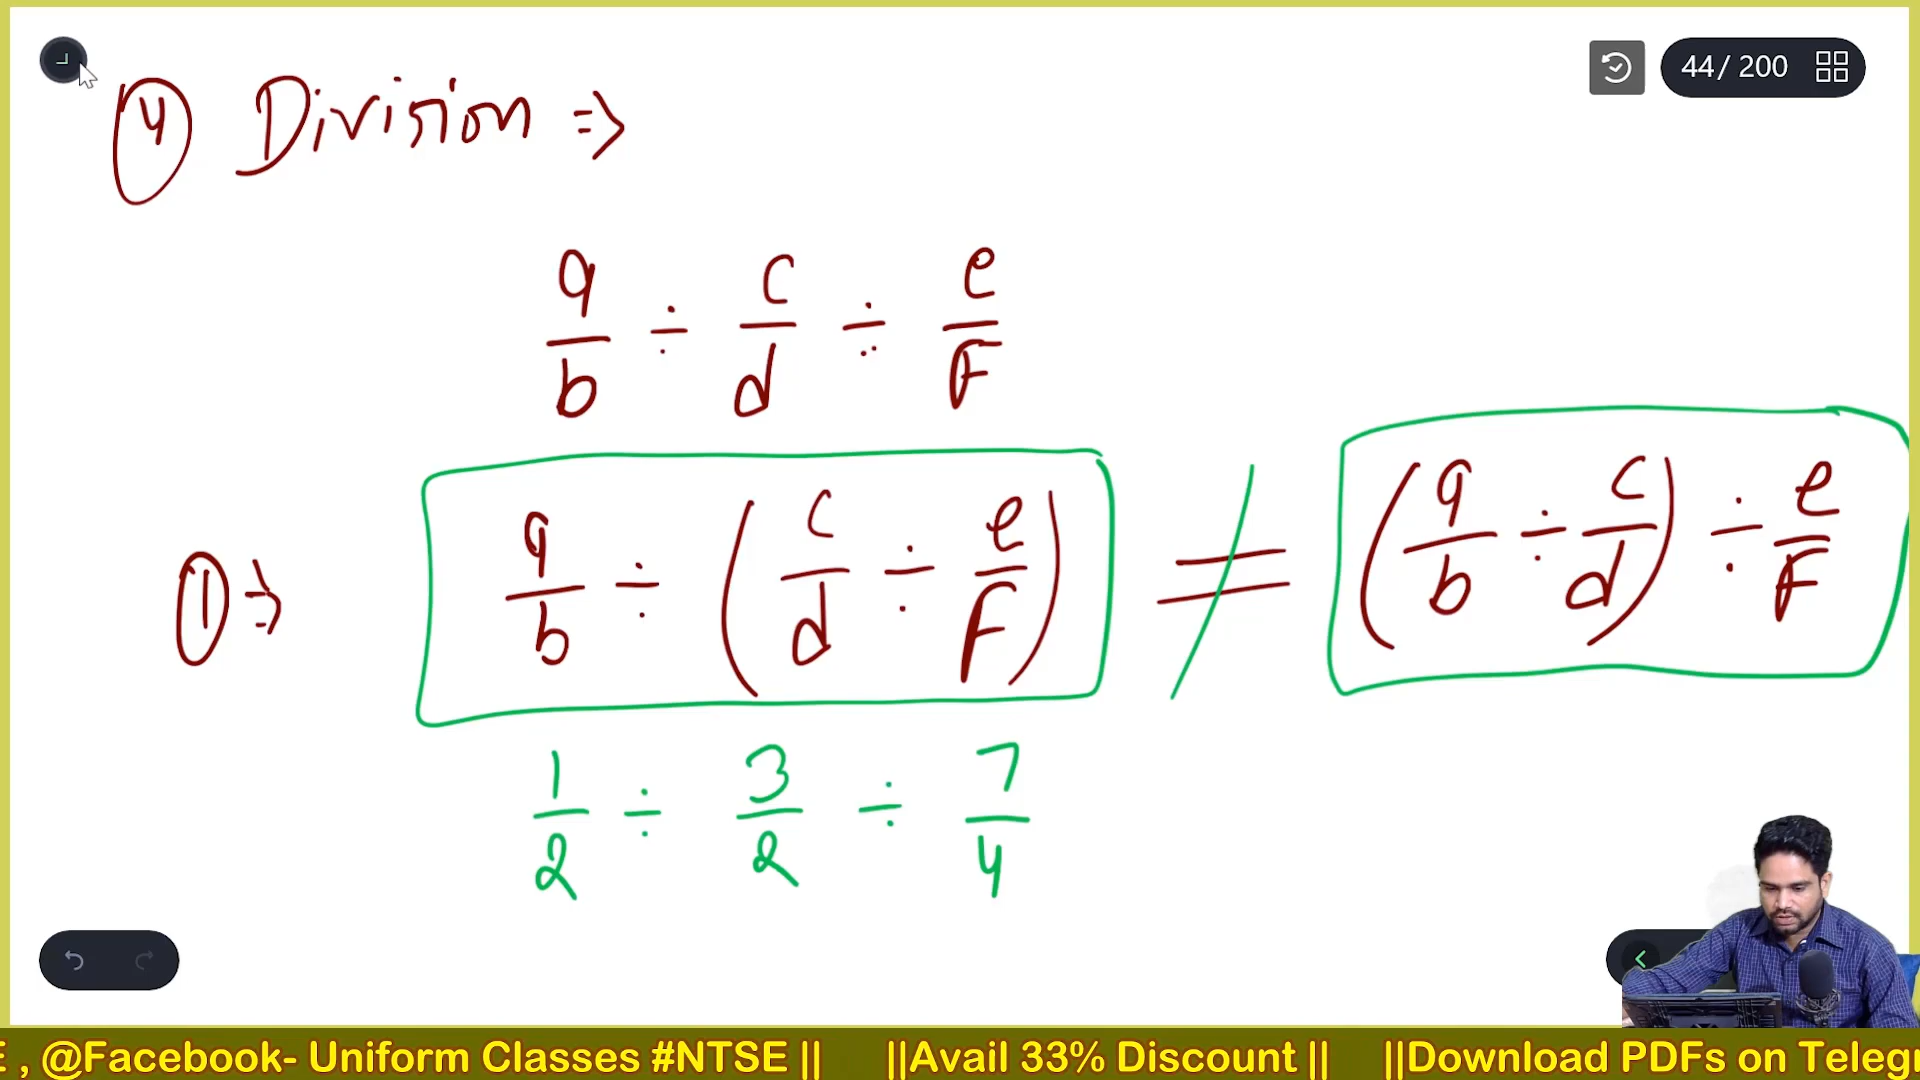 44/ 200
④ Division ⇒
a/b ÷ c/d ÷ e/F
① ⇒ a/b ÷ (c/d ÷ e/F) ≠ (a/b ÷ c/d) ÷ e/F
1/2 ÷ 3/2 ÷ 7/4
E , @Facebook- Uniform Classes #NTSE || ||Avail 33% Discount || ||Download PDFs on Telegr